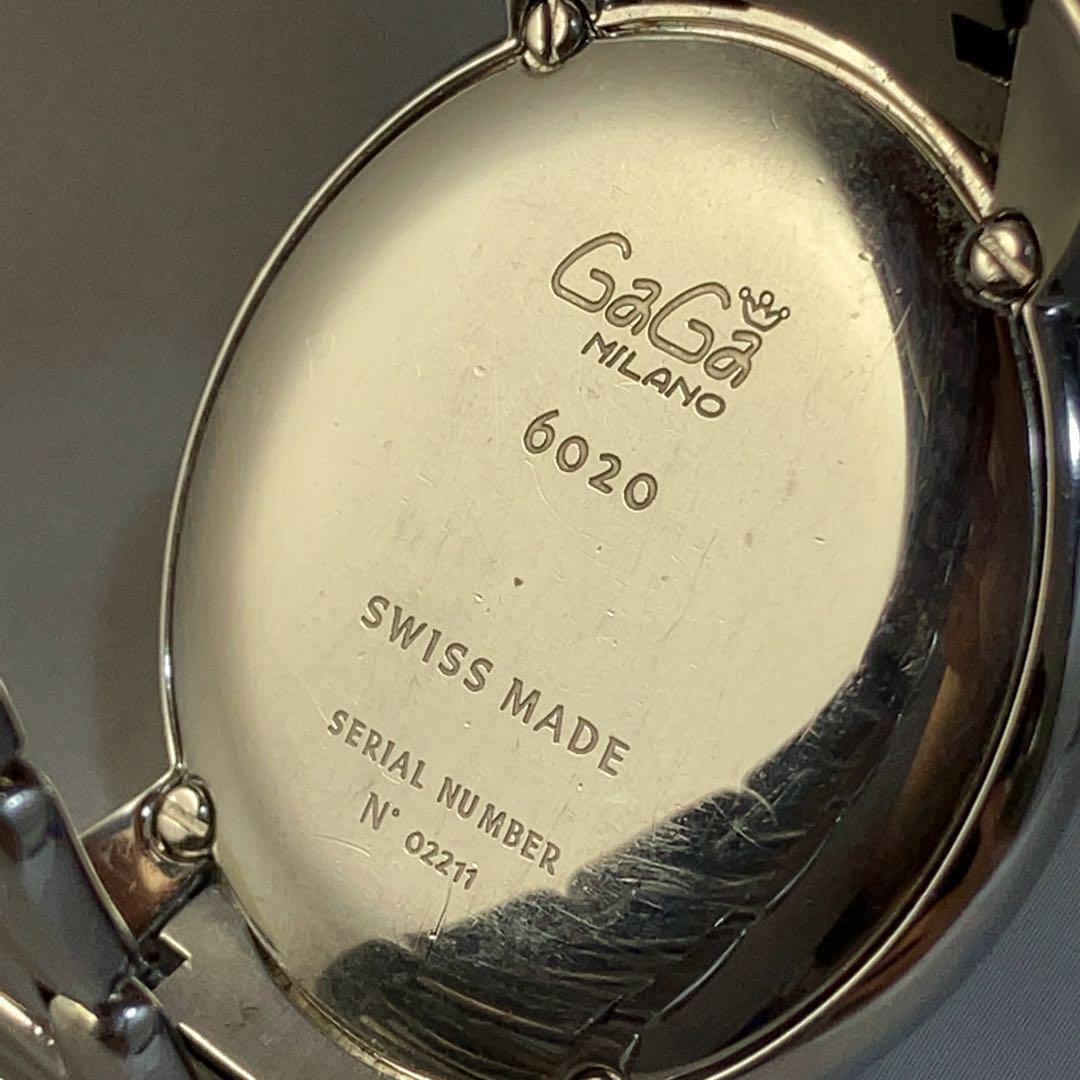 GaGa
MILANO
6020
SWISS MADE
SERIAL NUMBER
N° 02211